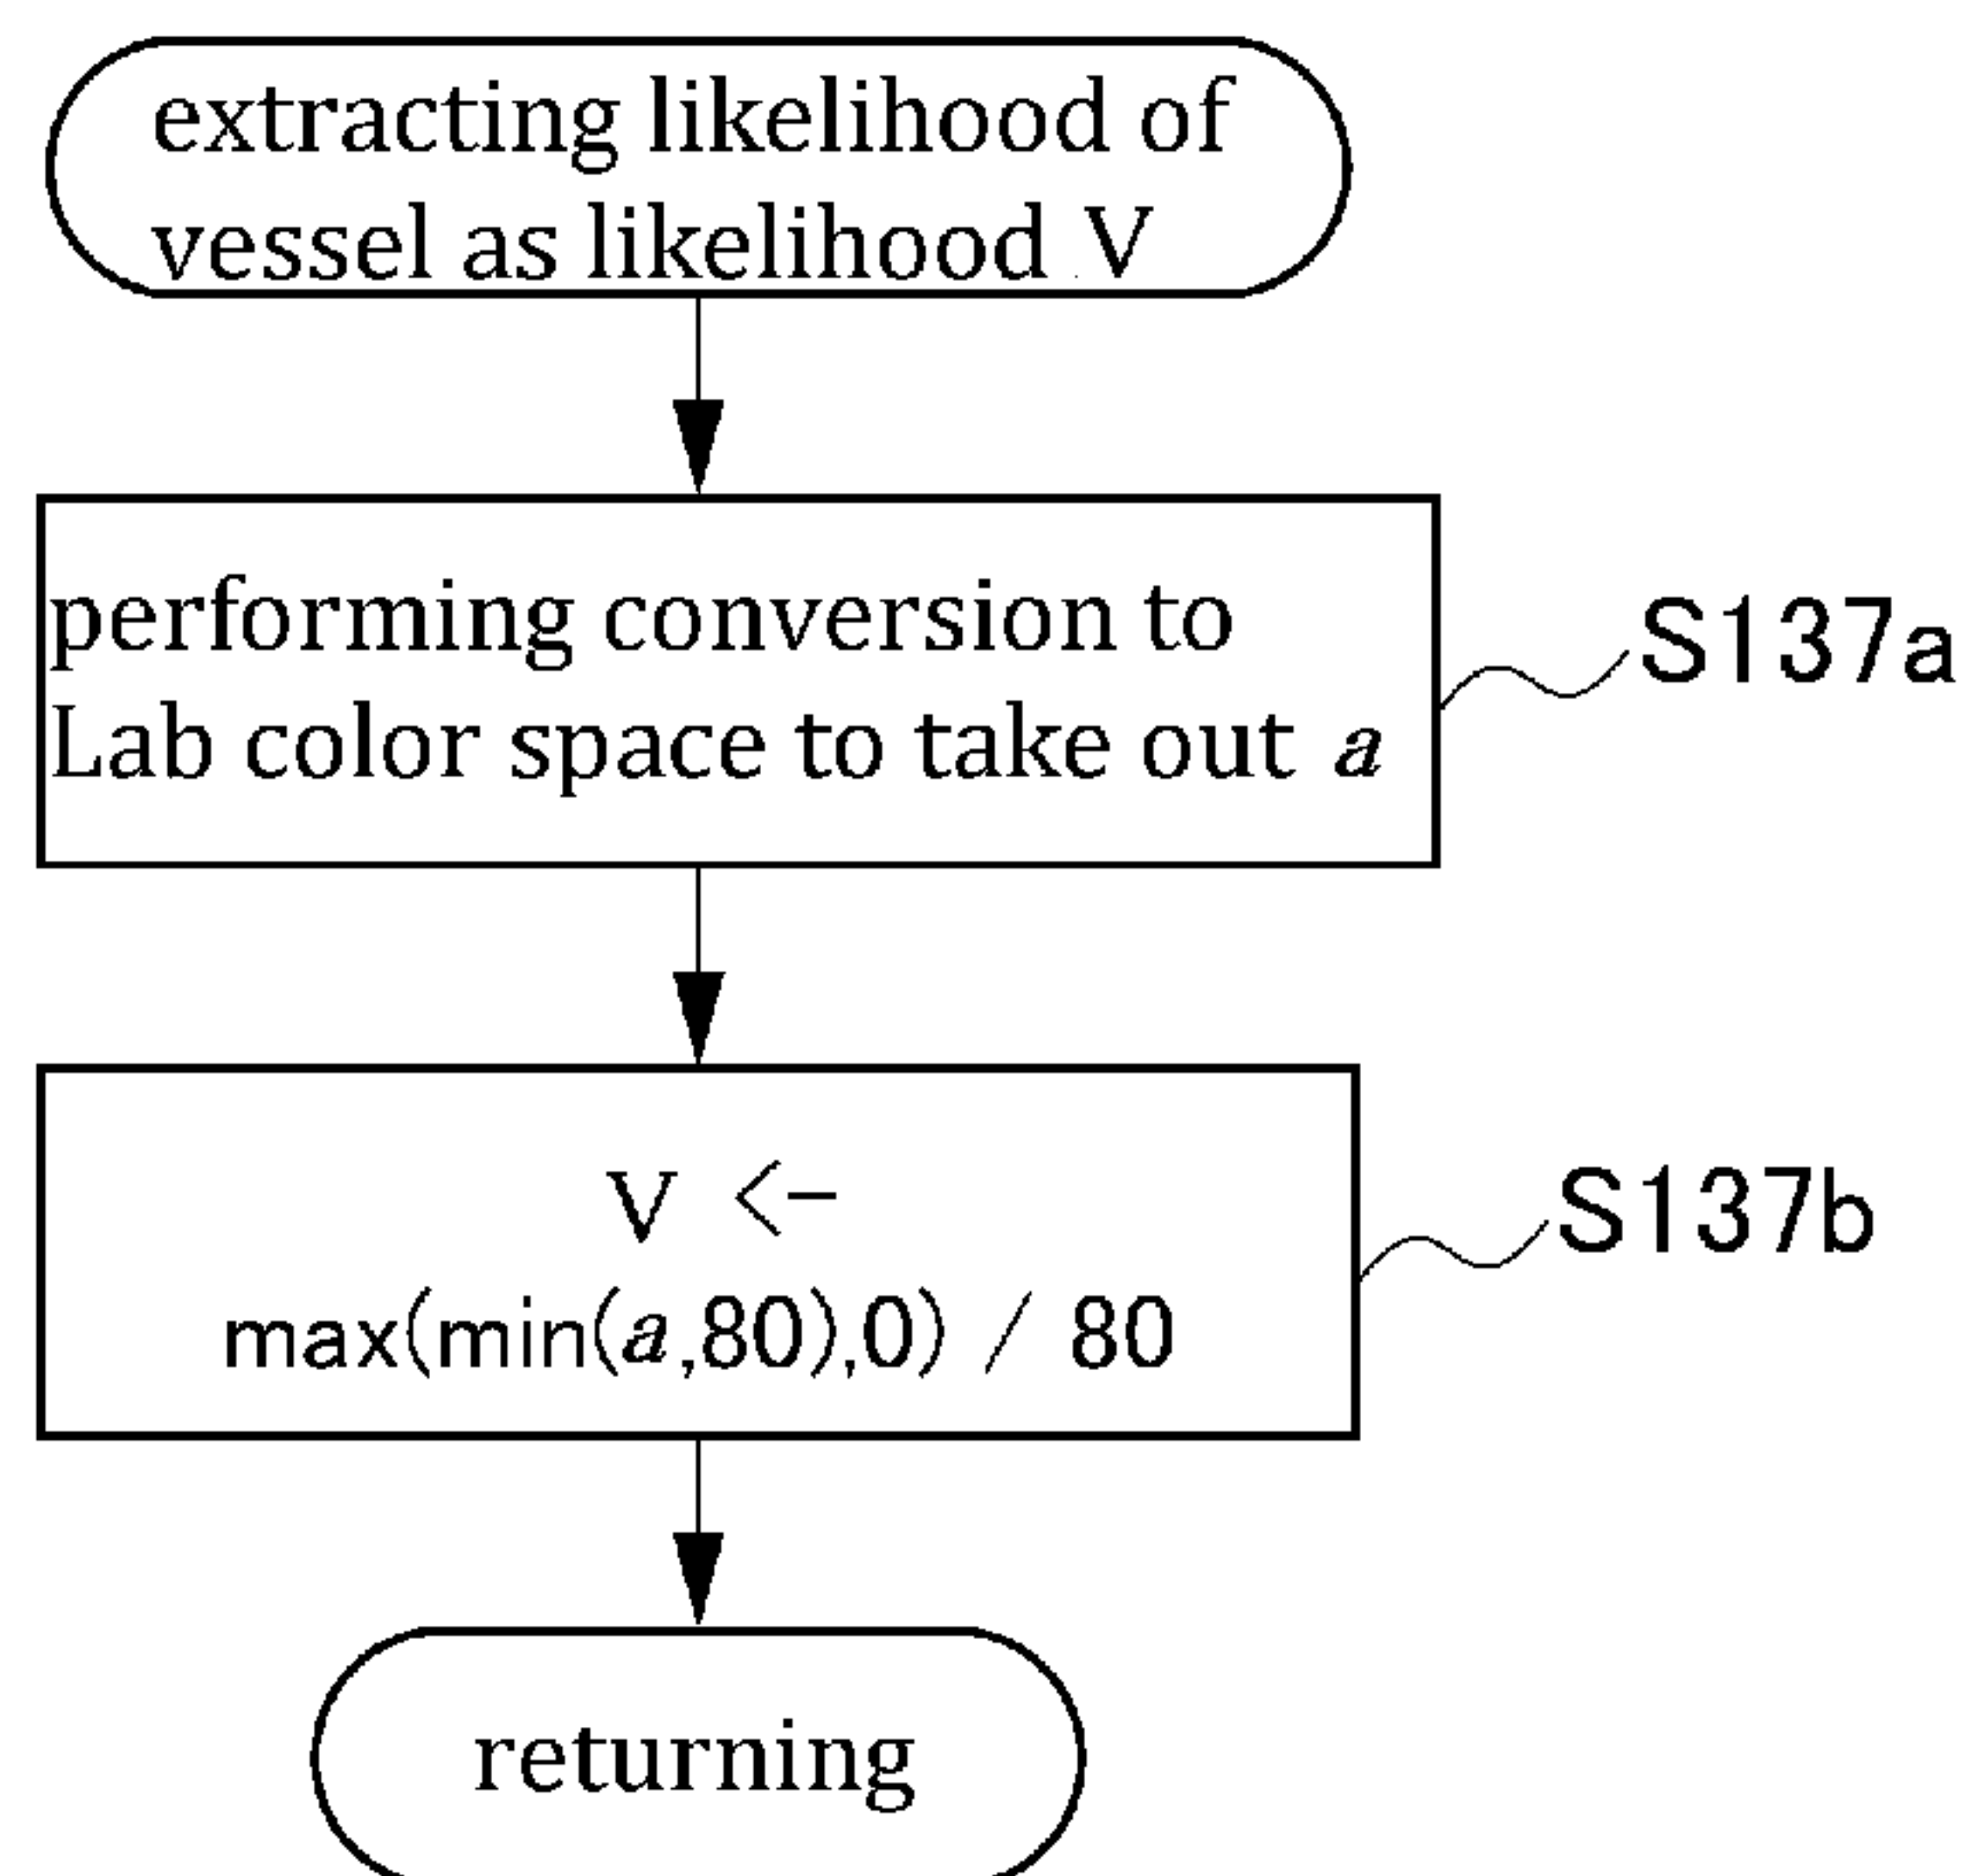 extracting likelihood of
vessel as likelihood V
performing conversion to
Lab color space to take out a
S137a
V <-
max(min(a,80),0) / 80
S137b
returning